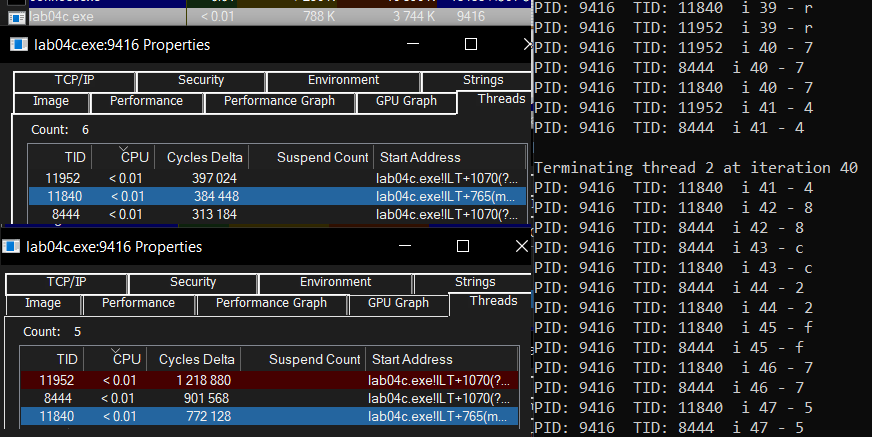 lab04c.exe < 0.01 788 K 3 744 K 9416
lab04c.exe:9416 Properties
TCP/IP Security Environment Strings
Image Performance Performance Graph GPU Graph Threads
Count: 6
TID CPU Cycles Delta Suspend Count Start Address
11952 < 0.01 397 024 lab04c.exe!ILT+1070(?...
11840 < 0.01 384 448 lab04c.exe!ILT+765(m...
8444 < 0.01 313 184 lab04c.exe!ILT+1070(?...
lab04c.exe:9416 Properties
TCP/IP Security Environment Strings
Image Performance Performance Graph GPU Graph Threads
Count: 5
TID CPU Cycles Delta Suspend Count Start Address
11952 < 0.01 1 218 880 lab04c.exe!ILT+1070(?...
8444 < 0.01 901 568 lab04c.exe!ILT+1070(?...
11840 < 0.01 772 128 lab04c.exe!ILT+765(m...
PID: 9416 TID: 11840 i 39 - r
PID: 9416 TID: 11952 i 39 - r
PID: 9416 TID: 11952 i 40 - 7
PID: 9416 TID: 8444 i 40 - 7
PID: 9416 TID: 11840 i 40 - 7
PID: 9416 TID: 11952 i 41 - 4
PID: 9416 TID: 8444 i 41 - 4
Terminating thread 2 at iteration 40
PID: 9416 TID: 11840 i 41 - 4
PID: 9416 TID: 11840 i 42 - 8
PID: 9416 TID: 8444 i 42 - 8
PID: 9416 TID: 8444 i 43 - c
PID: 9416 TID: 11840 i 43 - c
PID: 9416 TID: 8444 i 44 - 2
PID: 9416 TID: 11840 i 44 - 2
PID: 9416 TID: 11840 i 45 - f
PID: 9416 TID: 8444 i 45 - f
PID: 9416 TID: 11840 i 46 - 7
PID: 9416 TID: 8444 i 46 - 7
PID: 9416 TID: 11840 i 47 - 5
PID: 9416 TID: 8444 i 47 - 5